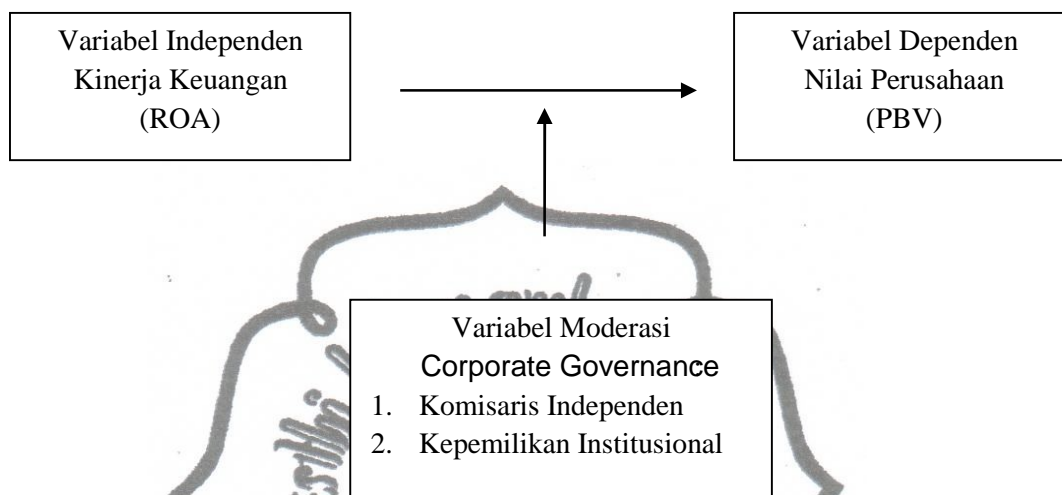 Variabel Independen
Kinerja Keuangan
(ROA)
Variabel Dependen
Nilai Perusahaan
(PBV)
Variabel Moderasi
Corporate Governance
1. Komisaris Independen
2. Kepemilikan Institusional